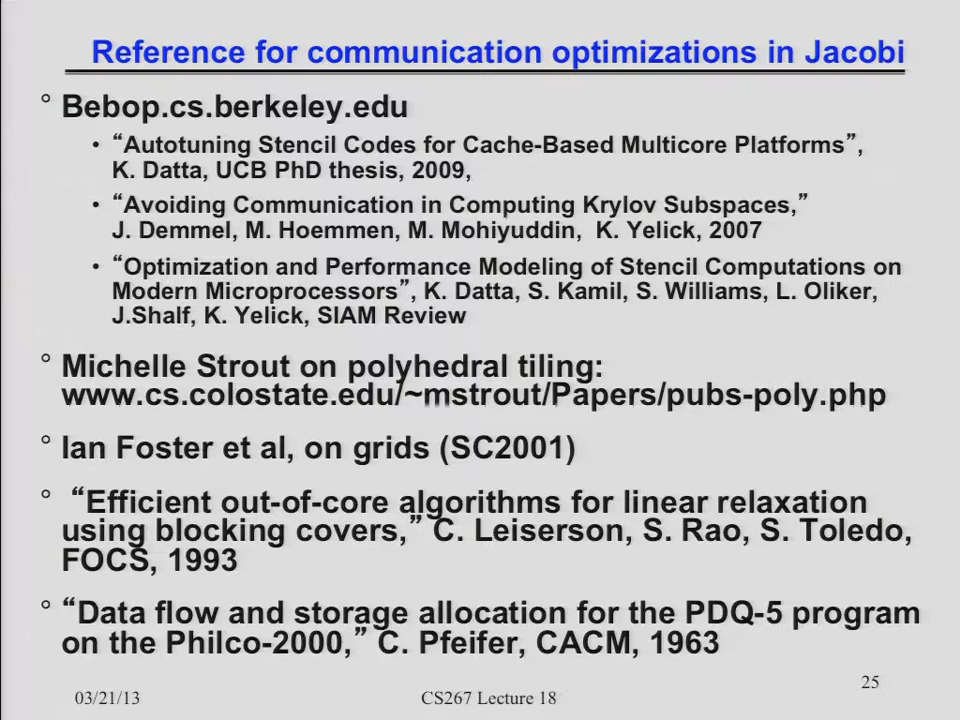 Reference for communication optimizations in Jacobi
° Bebop.cs.berkeley.edu
• “Autotuning Stencil Codes for Cache-Based Multicore Platforms”,
K. Datta, UCB PhD thesis, 2009,
• “Avoiding Communication in Computing Krylov Subspaces,”
J. Demmel, M. Hoemmen, M. Mohiyuddin, K. Yelick, 2007
• “Optimization and Performance Modeling of Stencil Computations on
Modern Microprocessors”, K. Datta, S. Kamil, S. Williams, L. Oliker,
J.Shalf, K. Yelick, SIAM Review
° Michelle Strout on polyhedral tiling:
www.cs.colostate.edu/~mstrout/Papers/pubs-poly.php
° Ian Foster et al, on grids (SC2001)
° “Efficient out-of-core algorithms for linear relaxation
using blocking covers,” C. Leiserson, S. Rao, S. Toledo,
FOCS, 1993
° “Data flow and storage allocation for the PDQ-5 program
on the Philco-2000,” C. Pfeifer, CACM, 1963
03/21/13
CS267 Lecture 18
25